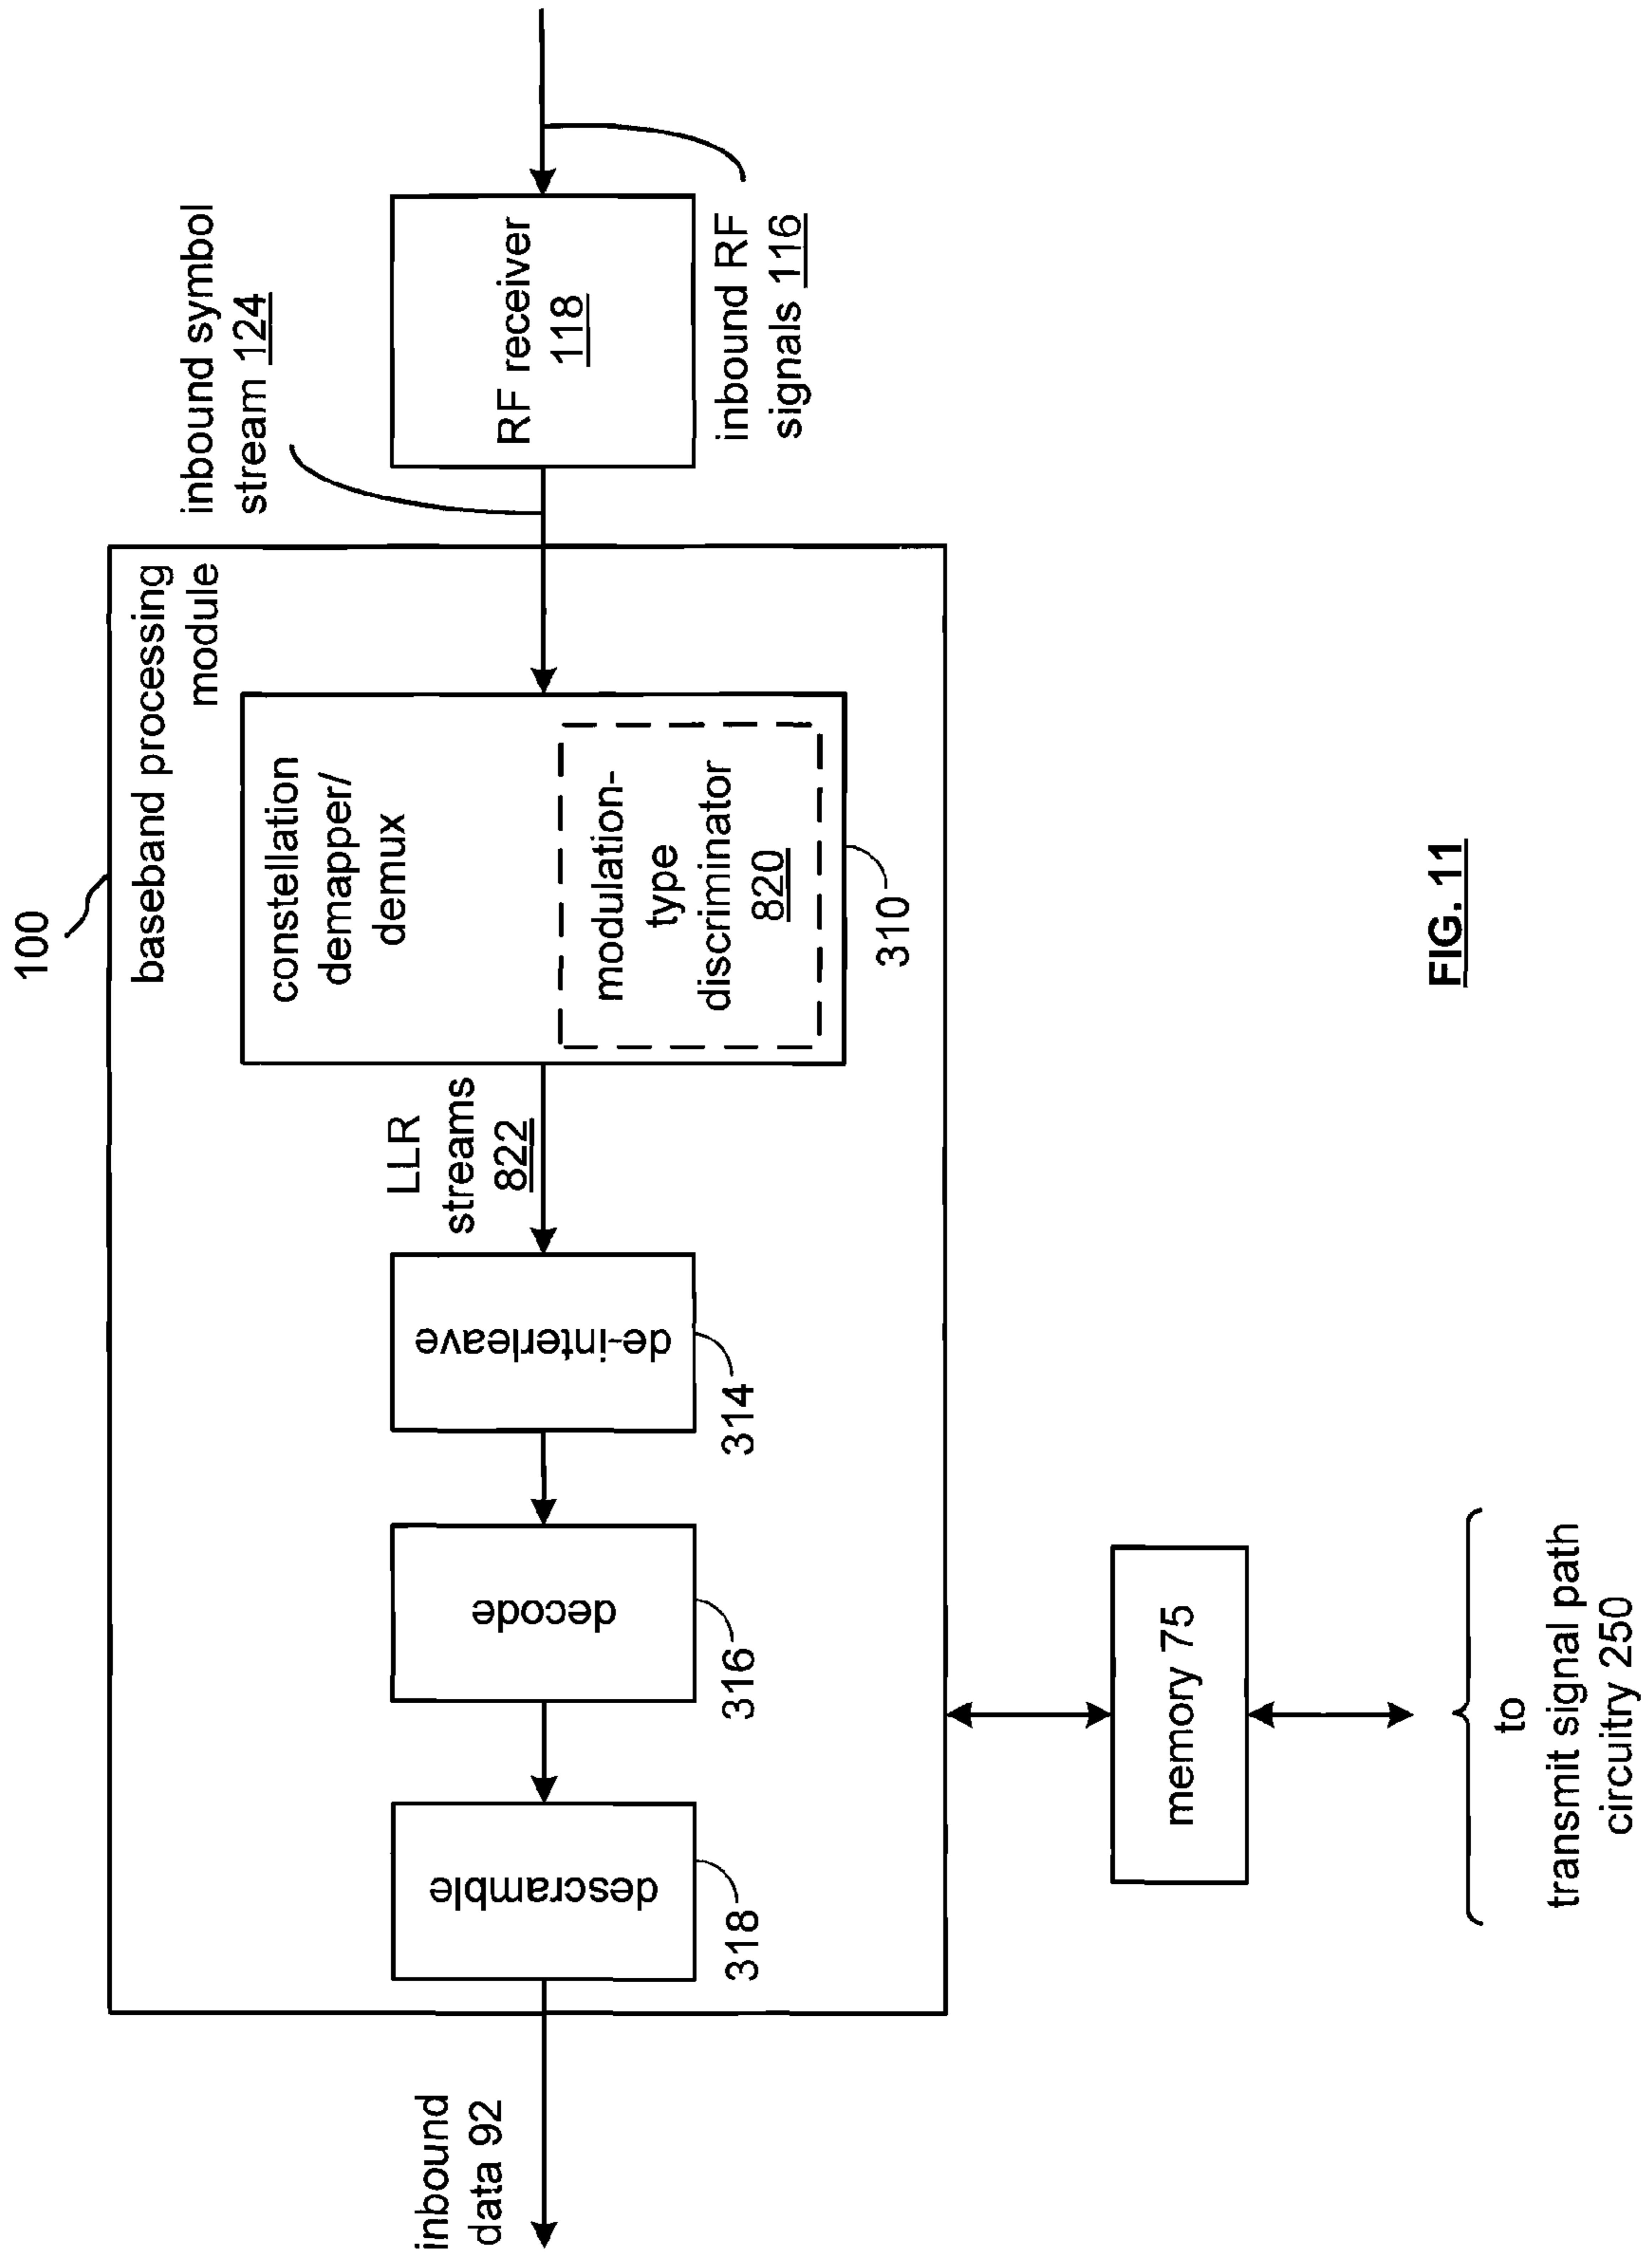 100
baseband processing
module
inbound symbol
stream 124
RF receiver
118
inbound RF
signals 116
constellation
demapper/
demux
modulation-
type
discriminator
820
310
LLR
streams
822
de-interleave
314
decode
316
descramble
318
inbound
data 92
memory 75
to
transmit signal path
circuitry 250
FIG. 11